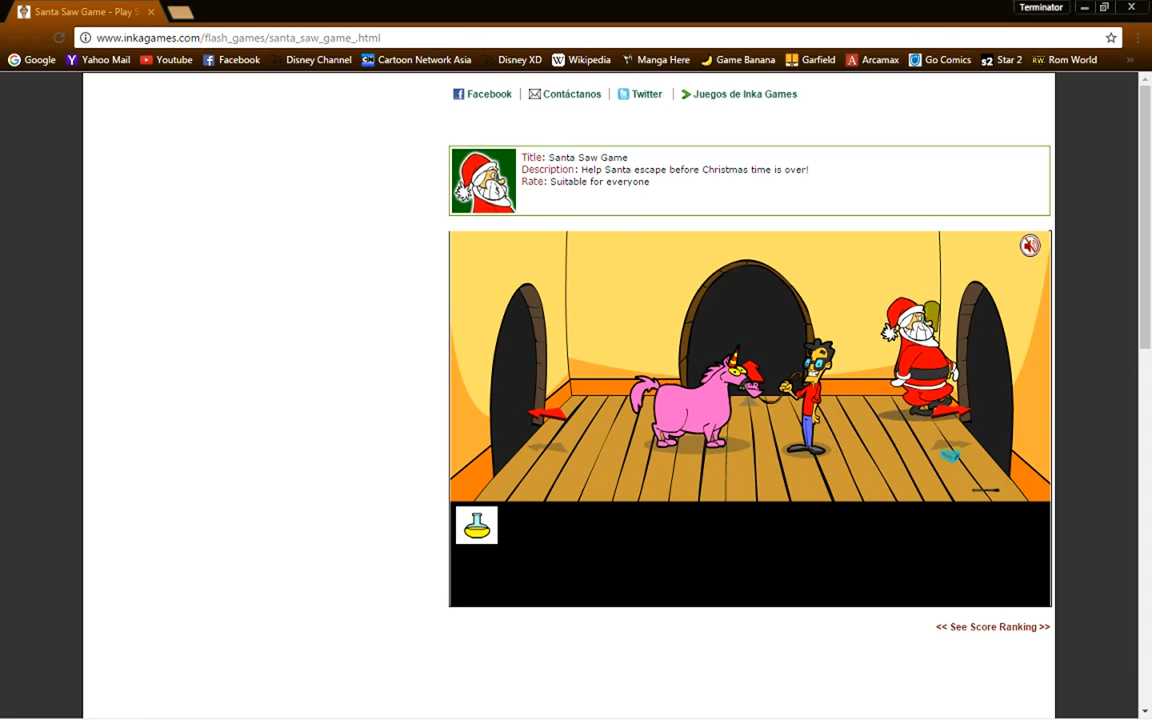 Santa Saw Game - Play S
Terminator
www.inkagames.com/flash_games/santa_saw_game_.html
Google Yahoo Mail Youtube Facebook Disney Channel Cartoon Network Asia Disney XD Wikipedia Manga Here Game Banana Garfield Arcamax Go Comics Star 2 Rom World
Facebook | Contáctanos | Twitter | Juegos de Inka Games
Title: Santa Saw Game
Description: Help Santa escape before Christmas time is over!
Rate: Suitable for everyone
<< See Score Ranking >>